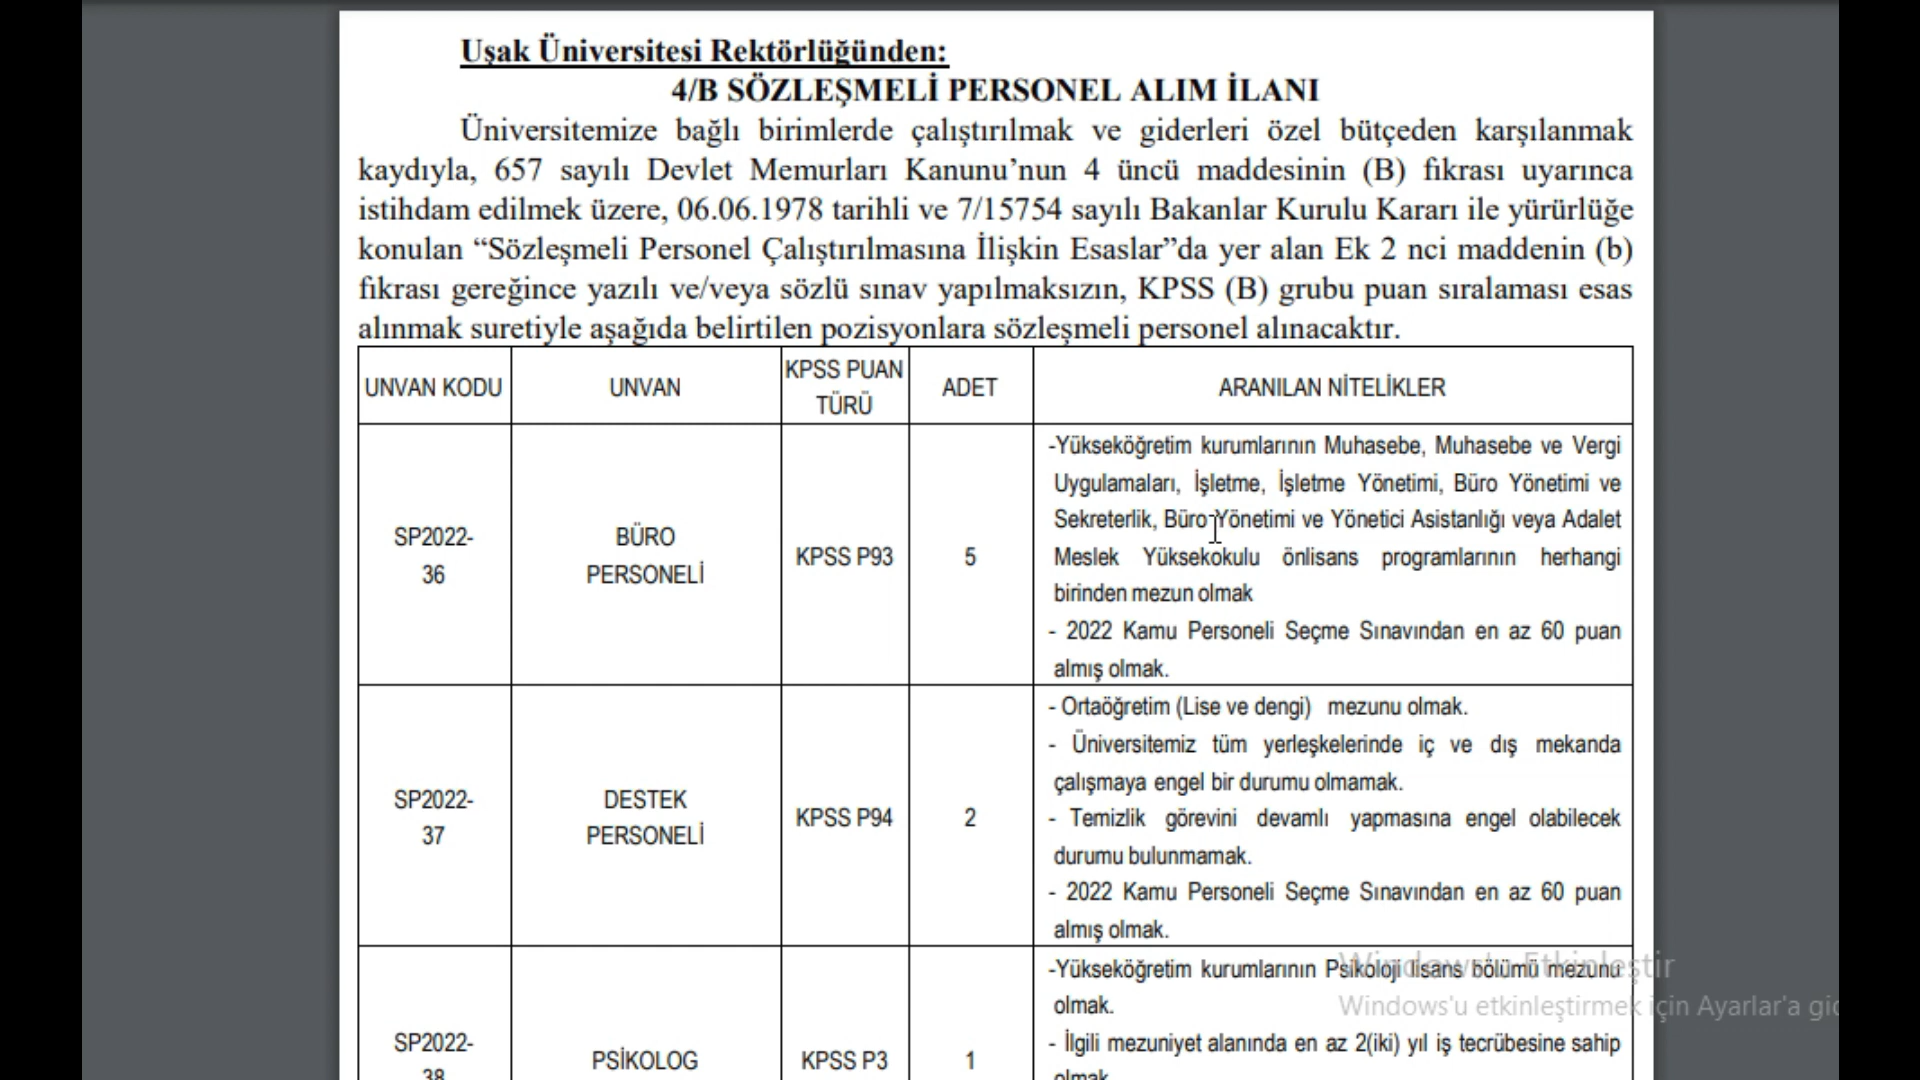 Uşak Üniversitesi Rektörlüğünden:
4/B SÖZLEŞMELİ PERSONEL ALIM İLANI
Üniversitemize bağlı birimlerde çalıştırılmak ve giderleri özel bütçeden karşılanmak
kaydıyla, 657 sayılı Devlet Memurları Kanunu’nun 4 üncü maddesinin (B) fıkrası uyarınca
istihdam edilmek üzere, 06.06.1978 tarihli ve 7/15754 sayılı Bakanlar Kurulu Kararı ile yürürlüğe
konulan “Sözleşmeli Personel Çalıştırılmasına İlişkin Esaslar”da yer alan Ek 2 nci maddenin (b)
fıkrası gereğince yazılı ve/veya sözlü sınav yapılmaksızın, KPSS (B) grubu puan sıralaması esas
alınmak suretiyle aşağıda belirtilen pozisyonlara sözleşmeli personel alınacaktır.
UNVAN KODU
UNVAN
KPSS PUAN
TÜRÜ
ADET
ARANILAN NİTELİKLER
SP2022-
36
BÜRO
PERSONELİ
KPSS P93
5
-Yükseköğretim kurumlarının Muhasebe, Muhasebe ve Vergi
Uygulamaları, İşletme, İşletme Yönetimi, Büro Yönetimi ve
Sekreterlik, Büro Yönetimi ve Yönetici Asistanlığı veya Adalet
Meslek Yüksekokulu önlisans programlarının herhangi
birinden mezun olmak
- 2022 Kamu Personeli Seçme Sınavından en az 60 puan
almış olmak.
SP2022-
37
DESTEK
PERSONELİ
KPSS P94
2
- Ortaöğretim (Lise ve dengi) mezunu olmak.
- Üniversitemiz tüm yerleşkelerinde iç ve dış mekanda
çalışmaya engel bir durumu olmamak.
- Temizlik görevini devamlı yapmasına engel olabilecek
durumu bulunmamak.
- 2022 Kamu Personeli Seçme Sınavından en az 60 puan
almış olmak.
SP2022-
38
PSİKOLOG
KPSS P3
1
-Yükseköğretim kurumlarının Psikoloji lisans bölümü mezunu
olmak.
- İlgili mezuniyet alanında en az 2(iki) yıl iş tecrübesine sahip
olmak
Windows'u Etkinleştir
Windows'u etkinleştirmek için Ayarlar'a